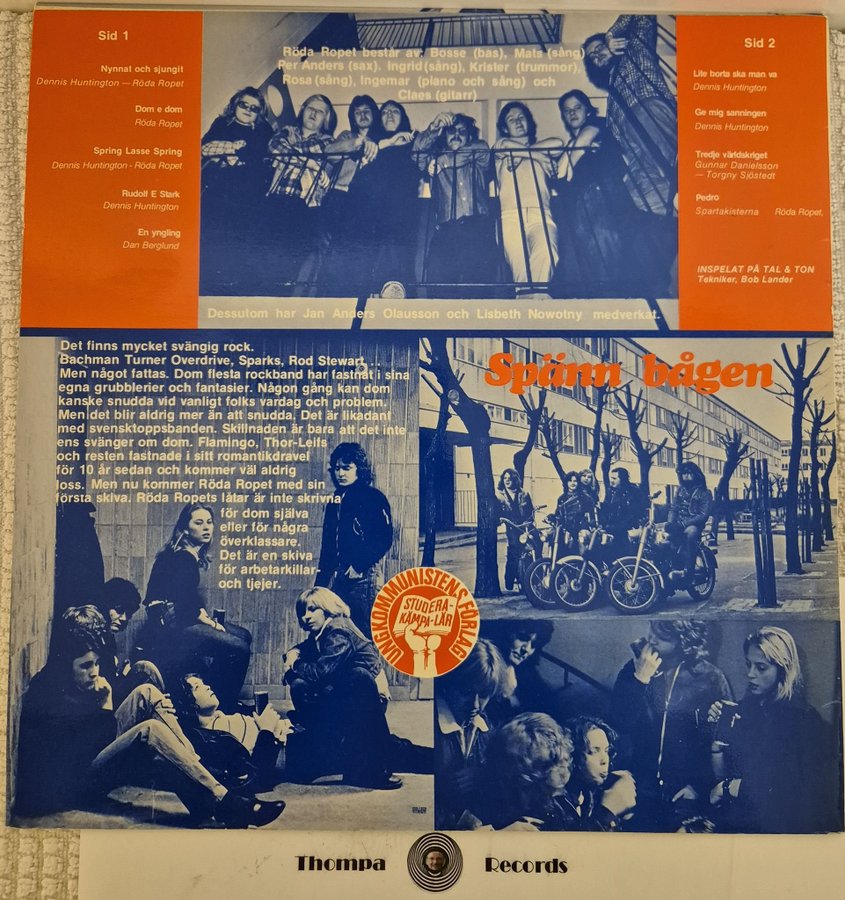 Sid 1
Nynnat och sjungit
Dennis Huntington — Röda Ropet
Dom e dom
Röda Ropet
Spring Lasse Spring
Dennis Huntington - Röda Ropet
Rudolf E Stark
Dennis Huntington
En yngling
Dan Berglund
Röda Ropet består av: Bosse (bas), Mats (sång)
Per Anders (sax). Ingrid (sång), Krister (trummor),
Rosa (sång), Ingemar (piano och sång) och
Claes (gitarr)
Sid 2
Lite borta ska man va
Dennis Huntington
Ge mig sanningen
Dennis Huntington
Tredje världskriget
Gunnar Danielsson
— Torgny Sjöstedt
Pedro
Spartakisterna Röda Ropet,
INSPELAT PÅ TAL & TON
Tekniker, Bob Lander
Dessutom har Jan Anders Olausson och Lisbeth Nowotny medverkat.
Det finns mycket svängig rock.
Bachman Turner Overdrive, Sparks, Rod Stewart . . .
Men något fattas. Dom flesta rockband har fastnat i sina
egna grubblerier och fantasier. Någon gång kan dom
kanske snudda vid vanligt folks vardag och problem.
Men det blir aldrig mer än att snudda. Det är likadant
med svensktoppsbanden. Skillnaden är bara att det inte
ens svänger om dom. Flamingo, Thor-Leifs
och resten fastnade i sitt romantikdravel
för 10 år sedan och kommer väl aldrig
loss. Men nu kommer Röda Ropet med sin
första skiva. Röda Ropets låtar är inte skrivna
för dom själva
eller för några
överklassare.
Det är en skiva
för arbetarkillar
och tjejer.
Spänn bågen
UNGKOMMUNISTENS FÖRLAG
STUDERA-
KÄMPA-LÄR
Thompa Records